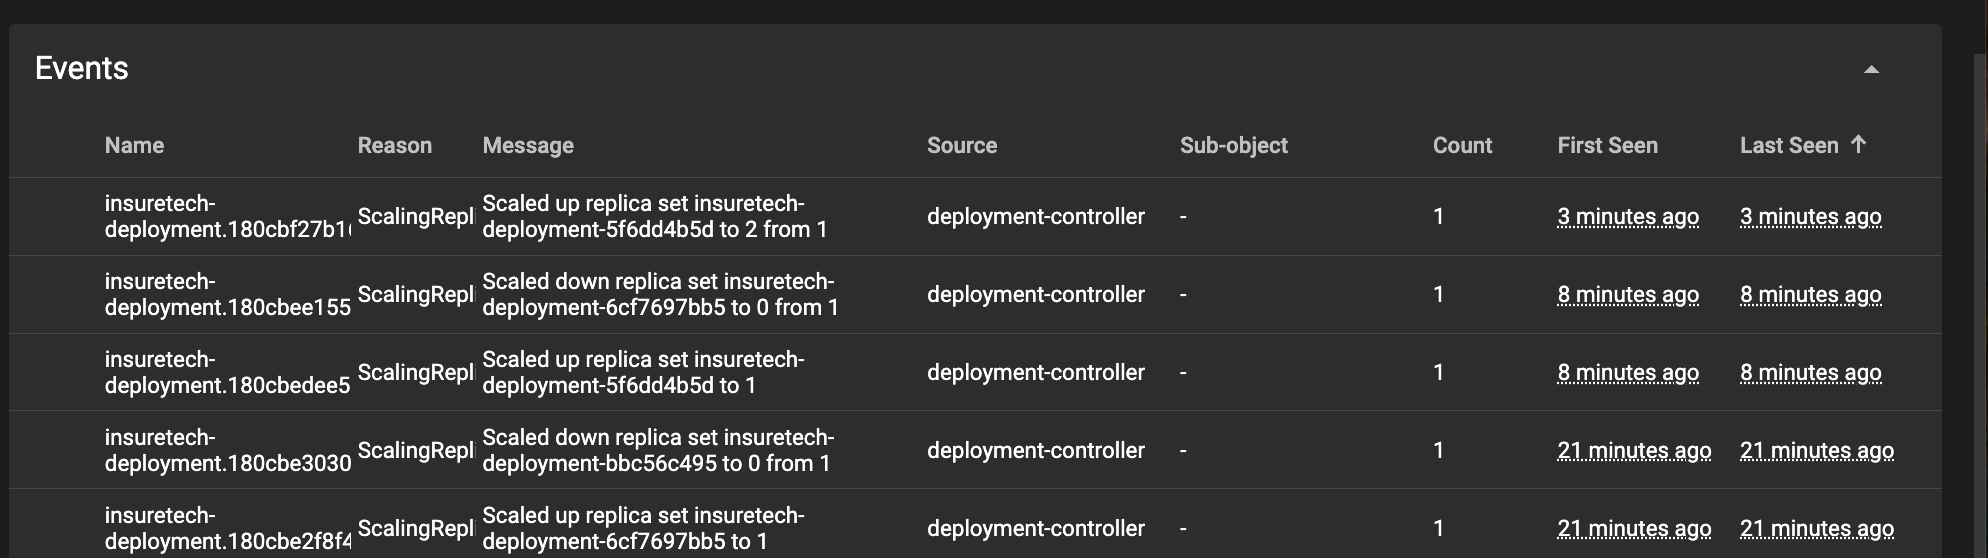 Events
Name Reason Message Source Sub-object Count First Seen Last Seen ↑
insuretech-
deployment.180cbf27b1 ScalingRepl Scaled up replica set insuretech-
deployment-5f6dd4b5d to 2 from 1 deployment-controller - 1 3 minutes ago 3 minutes ago
insuretech-
deployment.180cbee155 ScalingRepl Scaled down replica set insuretech-
deployment-6cf7697bb5 to 0 from 1 deployment-controller - 1 8 minutes ago 8 minutes ago
insuretech-
deployment.180cbedee5 ScalingRepl Scaled up replica set insuretech-
deployment-5f6dd4b5d to 1 deployment-controller - 1 8 minutes ago 8 minutes ago
insuretech-
deployment.180cbe3030 ScalingRepl Scaled down replica set insuretech-
deployment-bbc56c495 to 0 from 1 deployment-controller - 1 21 minutes ago 21 minutes ago
insuretech-
deployment.180cbe2f8f4 ScalingRepl Scaled up replica set insuretech-
deployment-6cf7697bb5 to 1 deployment-controller - 1 21 minutes ago 21 minutes ago